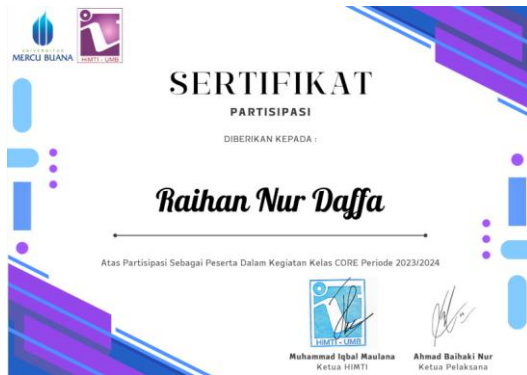 UNIVERSITAS
MERCU BUANA
HIMTI - UMB
SERTIFIKAT
PARTISIPASI
DIBERIKAN KEPADA :
Raihan Nur Daffa
Atas Partisipasi Sebagai Peserta Dalam Kegiatan Kelas CORE Periode 2023/2024
HIMTI - UMB
Muhammad Iqbal Maulana
Ketua HIMTI
Ahmad Baihaki Nur
Ketua Pelaksana